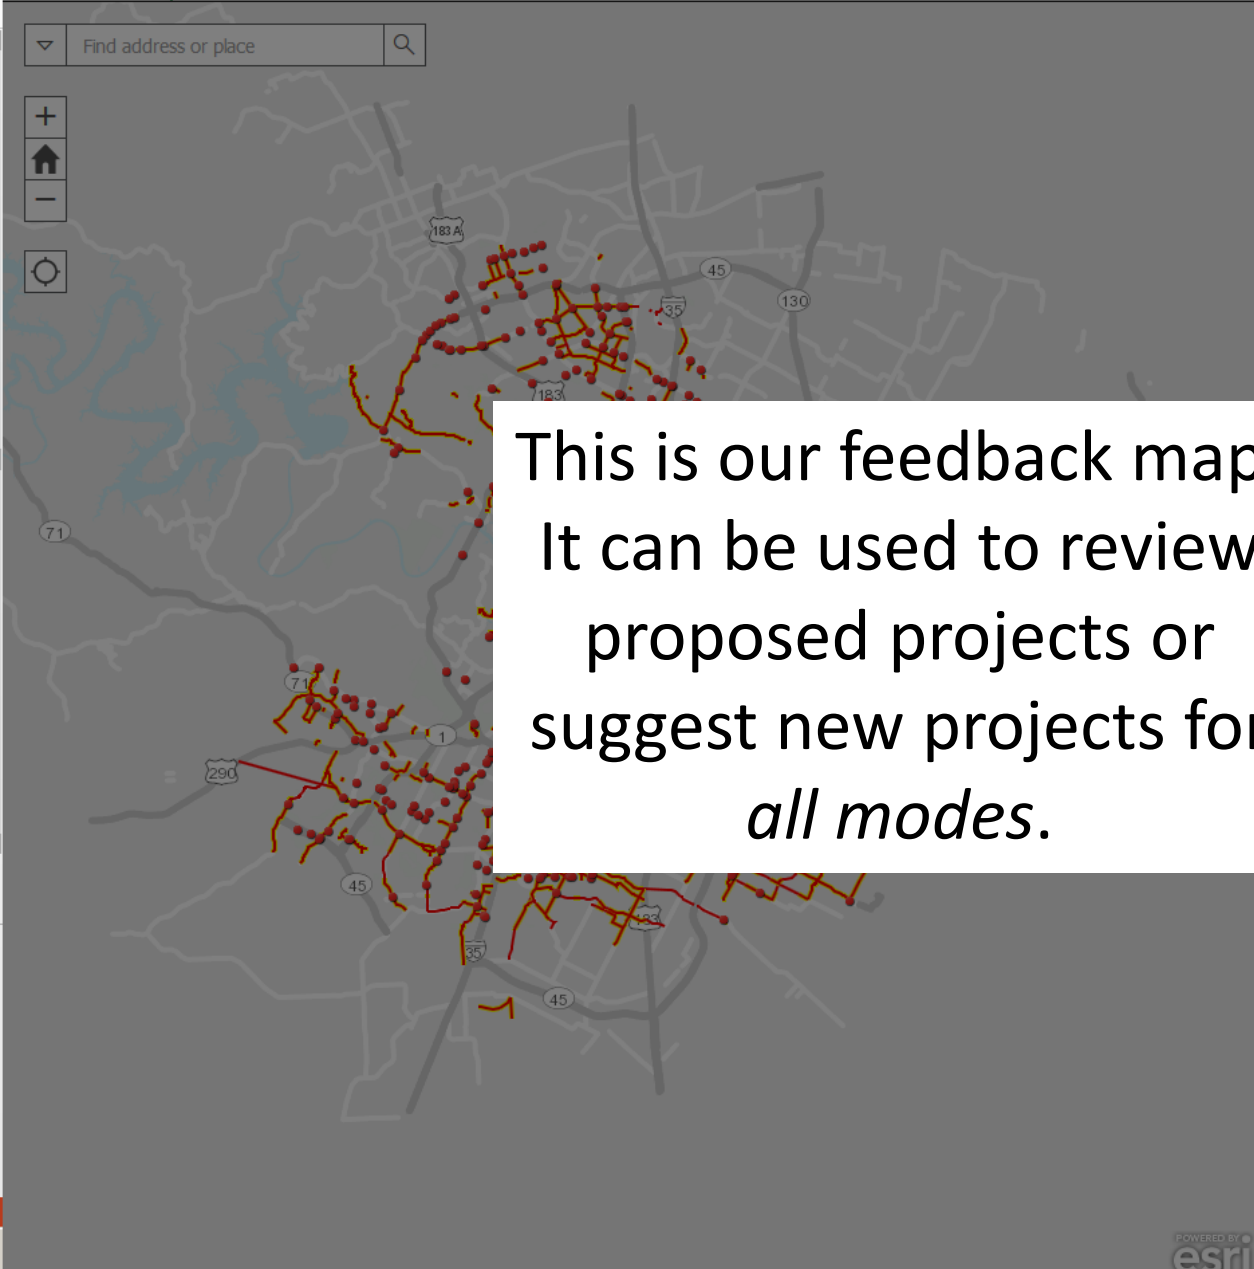 Find address or place
183 A
45
35
130
183
71
71
1
290
45
183
35
45
This is our feedback map
It can be used to review
proposed projects or
suggest new projects for
all modes.
POWERED BY
esri